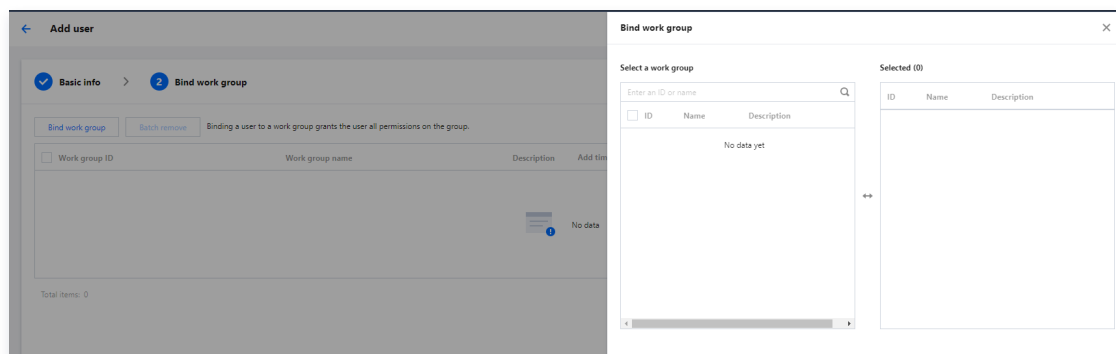 Add user
Basic info
2 Bind work group
Bind work group Batch remove Binding a user to a work group grants the user all permissions on the group.
Work group ID Work group name Description Add tim
No data
Total items: 0
Bind work group
Select a work group
Enter an ID or name
ID Name Description
No data yet
Selected (0)
ID Name Description